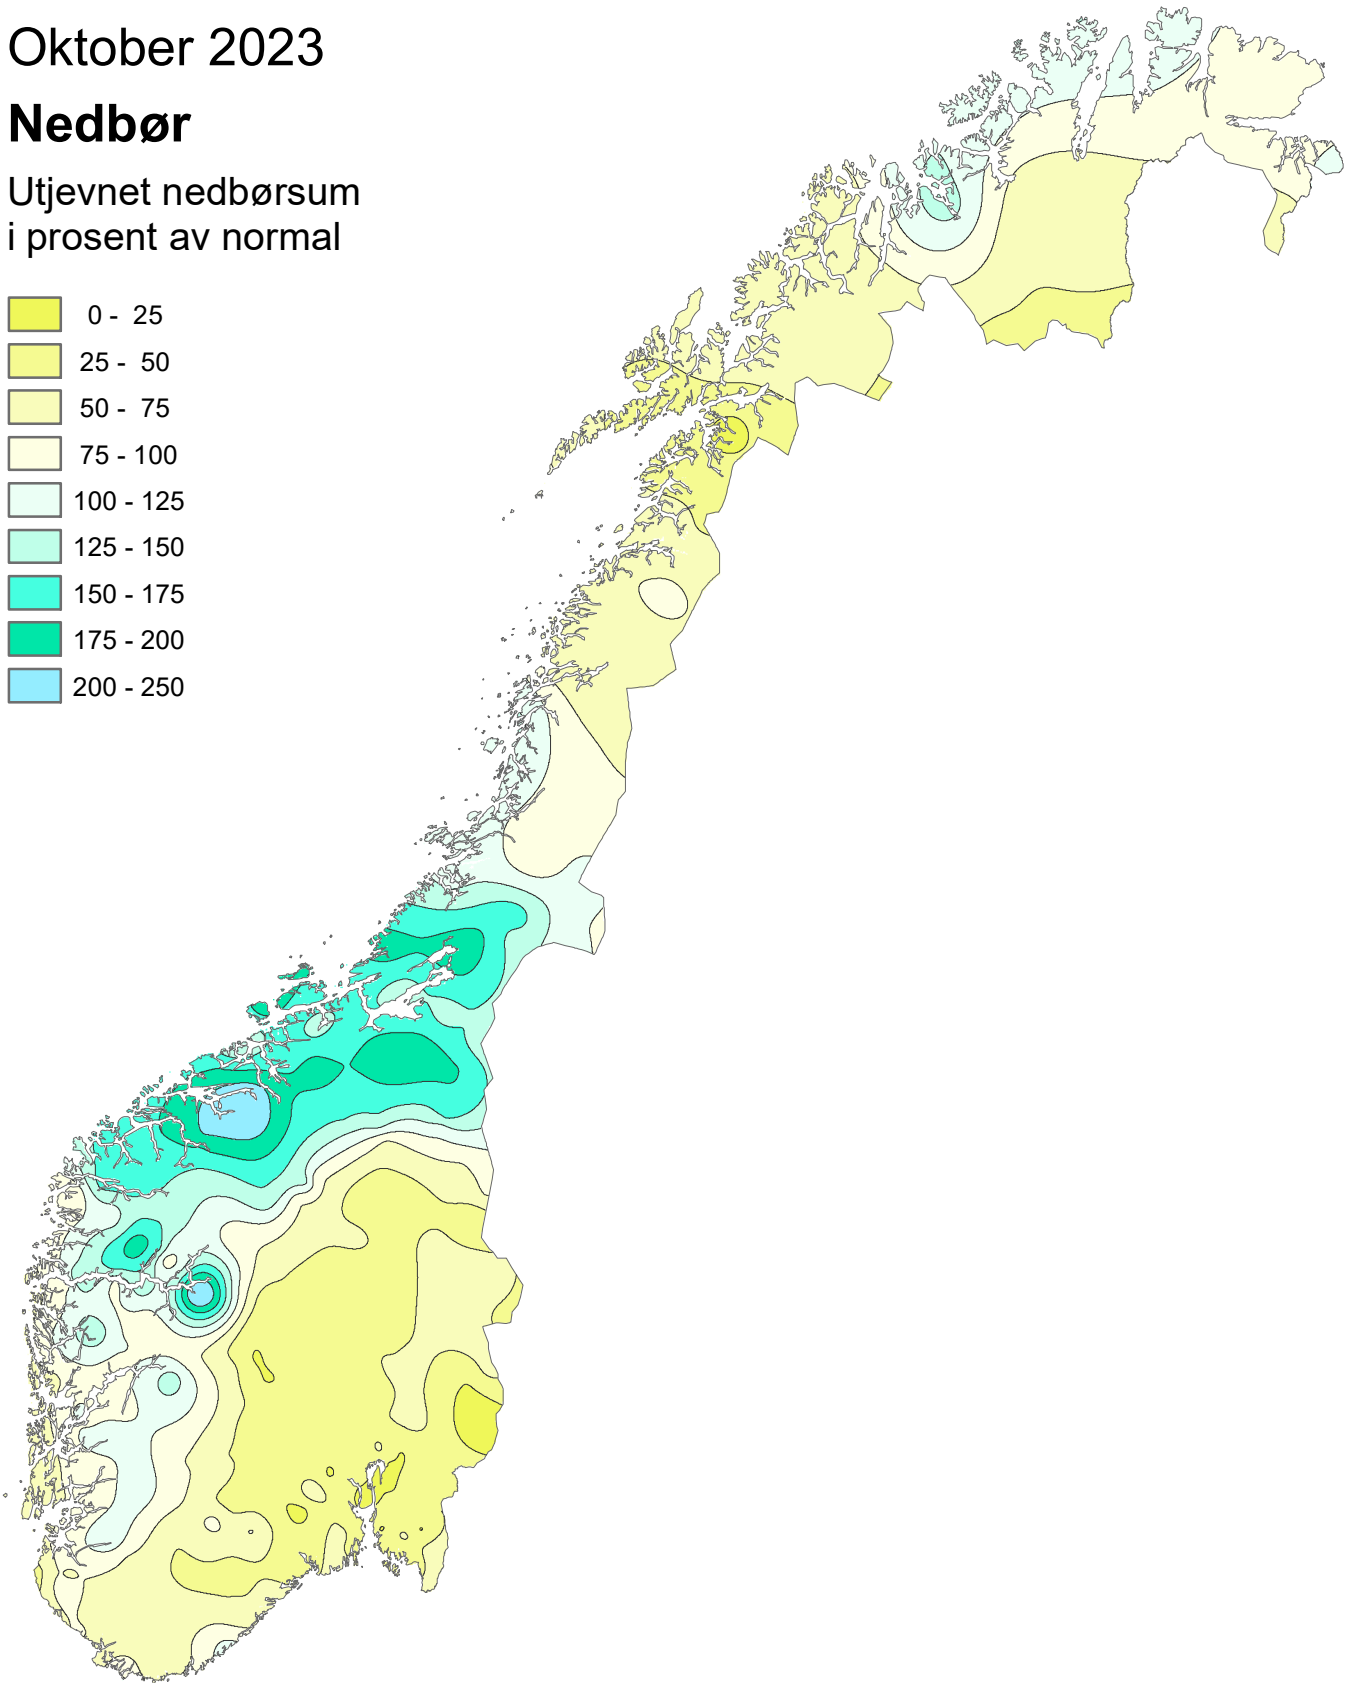 Oktober 2023
Nedbør
Utjevnet nedbørsum
i prosent av normal
0 - 25
25 - 50
50 - 75
75 - 100
100 - 125
125 - 150
150 - 175
175 - 200
200 - 250